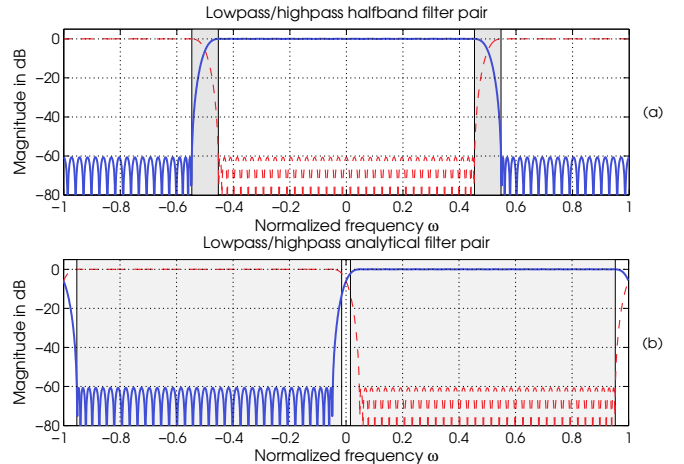 Lowpass/highpass halfband filter pair
0
−20
−40
−60
−80
Magnitude in dB
−1 −0.8 −0.6 −0.4 −0.2 0 0.2 0.4 0.6 0.8 1
Normalized frequency ω
(a)
Lowpass/highpass analytical filter pair
0
−20
−40
−60
−80
Magnitude in dB
−1 −0.8 −0.6 −0.4 −0.2 0 0.2 0.4 0.6 0.8 1
Normalized frequency ω
(b)